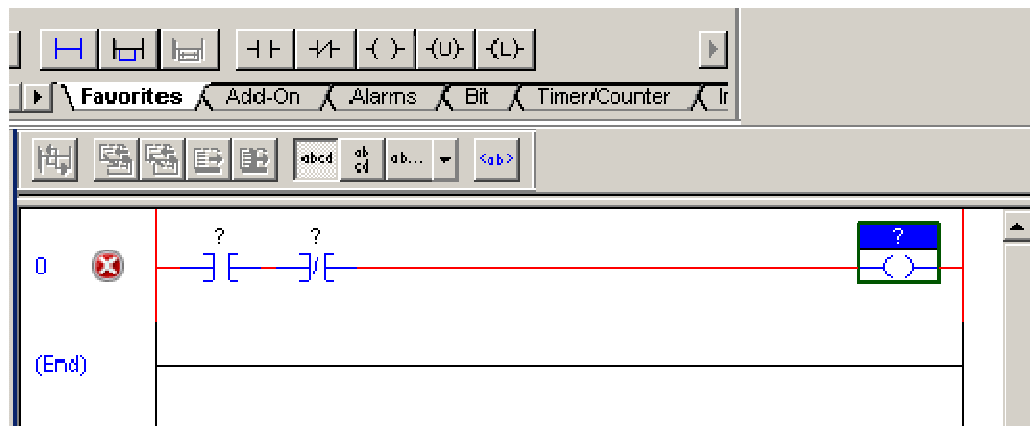 (U) (L)
Favorites Add-On Alarms Bit Timer/Counter
abcd ab cd ab... <ab>
? ? ?
0
(End)